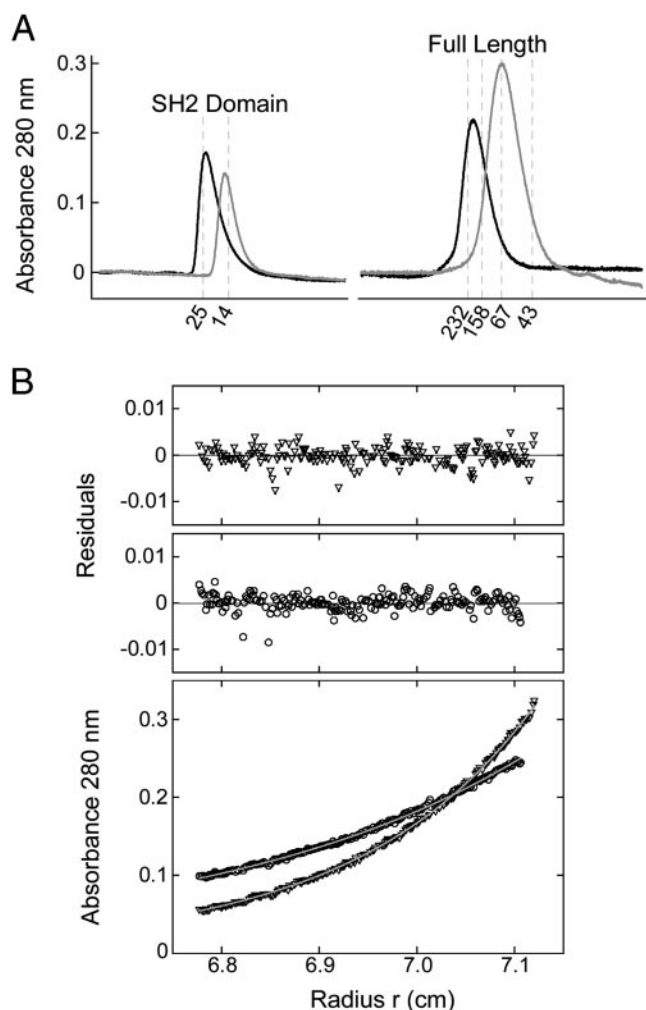 A
Full Length
SH2 Domain
Absorbance 280 nm
0.3
0.2
0.1
0
25 14 232 158 67 43
B
Residuals
0.01
0
-0.01
0.01
0
-0.01
Absorbance 280 nm
0.3
0.2
0.1
0
6.8 6.9 7.0 7.1
Radius r (cm)